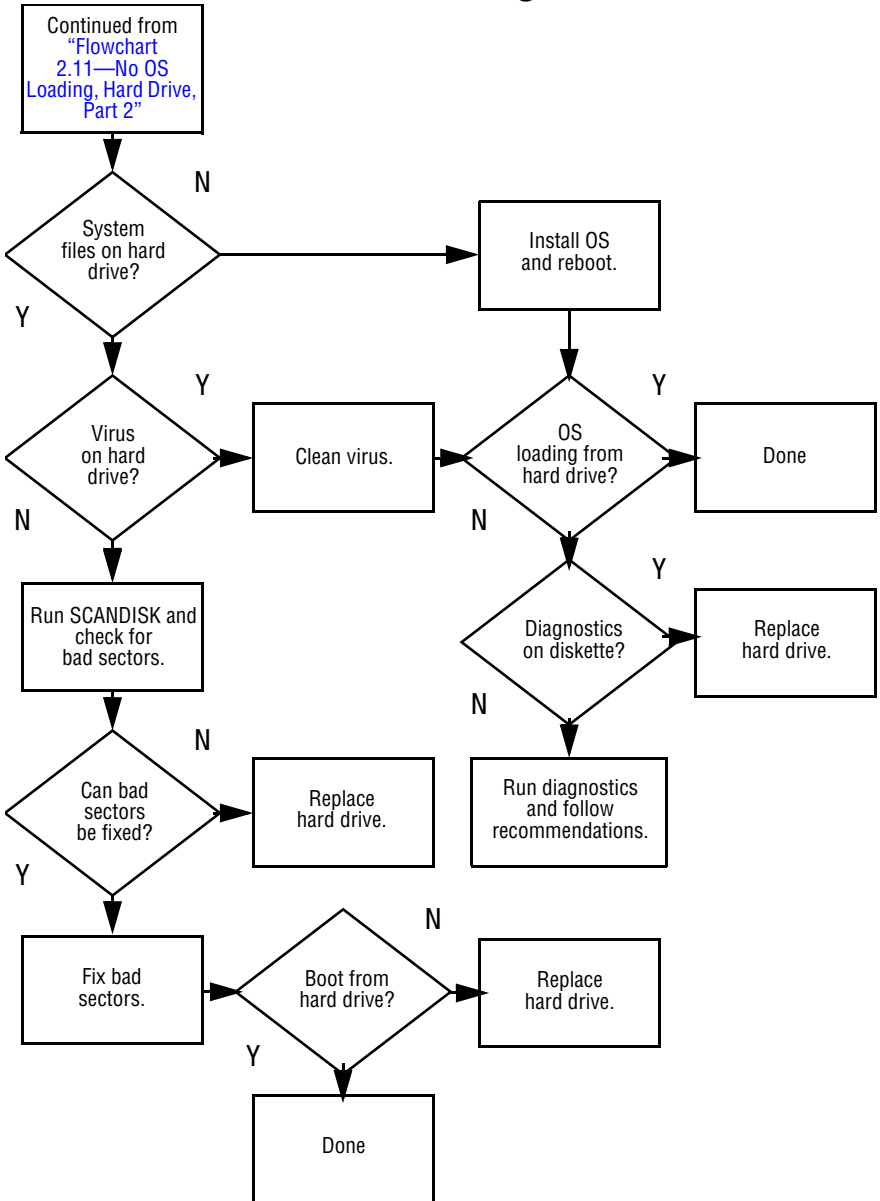 Continued from
“Flowchart
2.11—No OS
Loading, Hard Drive,
Part 2”
N
System
files on hard
drive?
Install OS
and reboot.
Y
Y
Y
Virus
on hard
drive?
Clean virus.
OS
loading from
hard drive?
Done
N
N
Y
Run SCANDISK and
check for
bad sectors.
Diagnostics
on diskette?
Replace
hard drive.
N
N
Can bad
sectors
be fixed?
Replace
hard drive.
Run diagnostics
and follow
recommendations.
Y
N
Fix bad
sectors.
Boot from
hard drive?
Replace
hard drive.
Y
Done